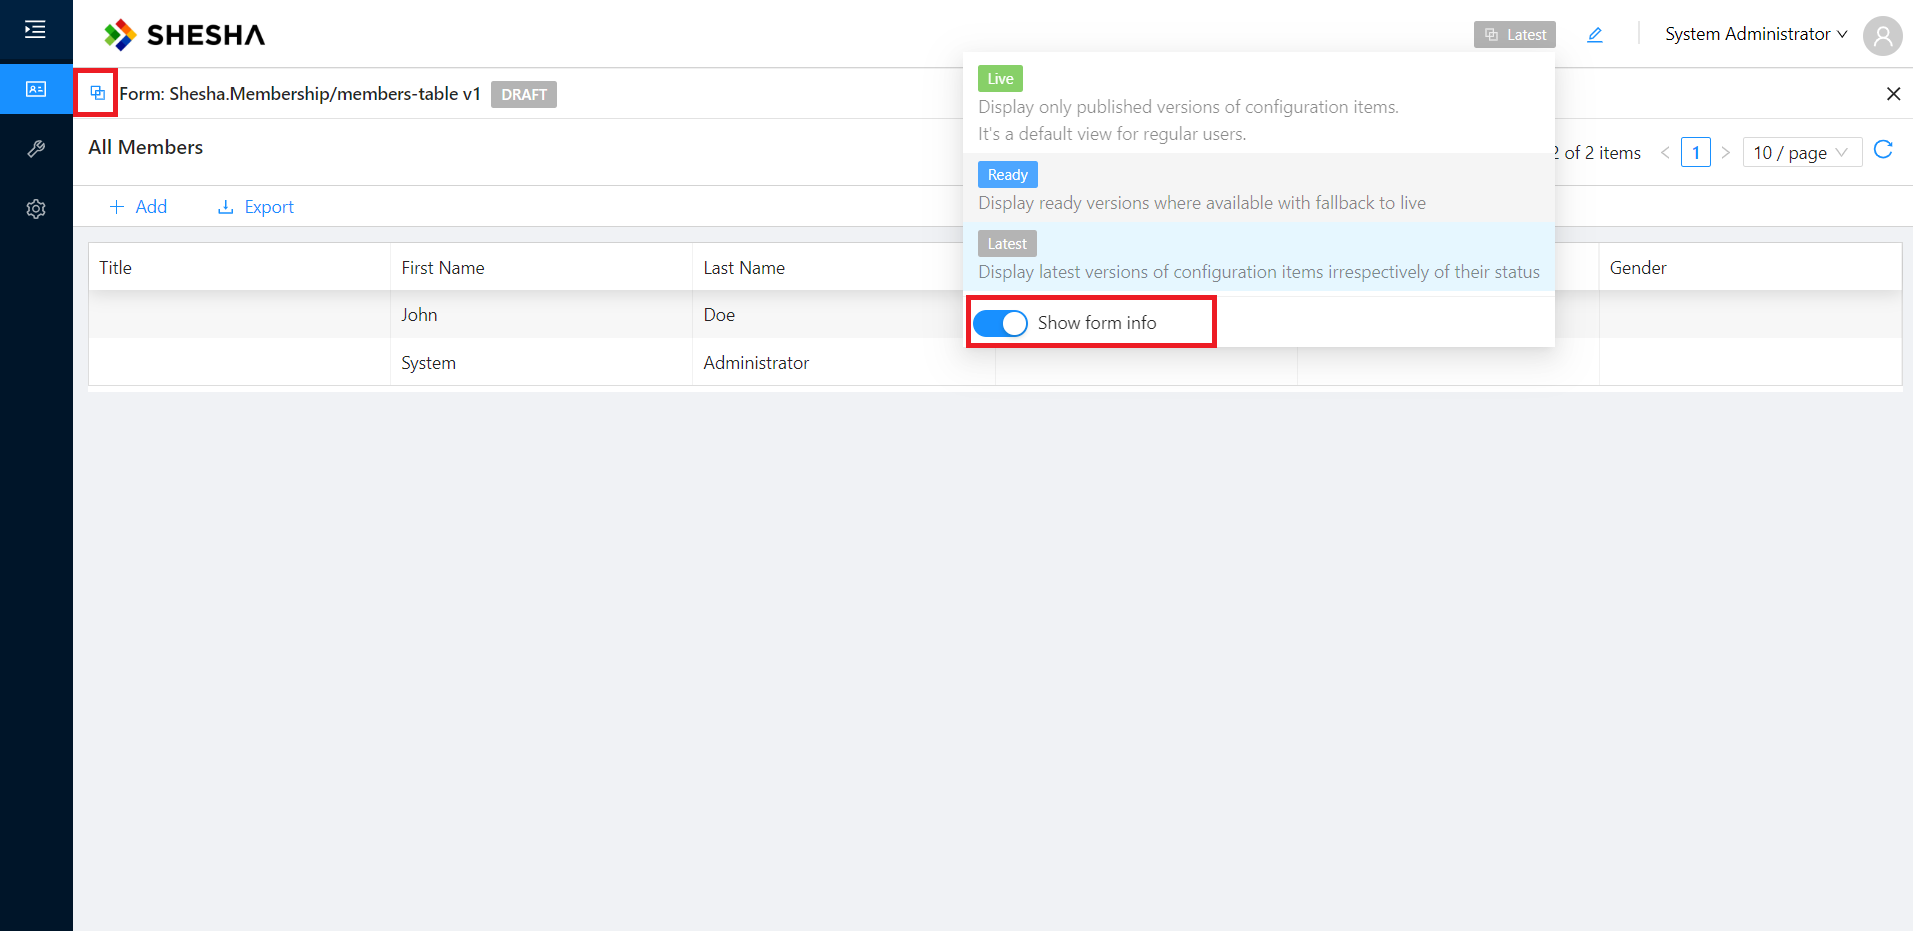 SHESHA
Latest
System Administrator
Form: Shesha.Membership/members-table v1 DRAFT
Live
Display only published versions of configuration items.
It's a default view for regular users.
Ready
Display ready versions where available with fallback to live
Latest
Display latest versions of configuration items irrespectively of their status
Show form info
All Members
2 of 2 items < 1 > 10 / page
+ Add Export
Title First Name Last Name Gender
John Doe
System Administrator